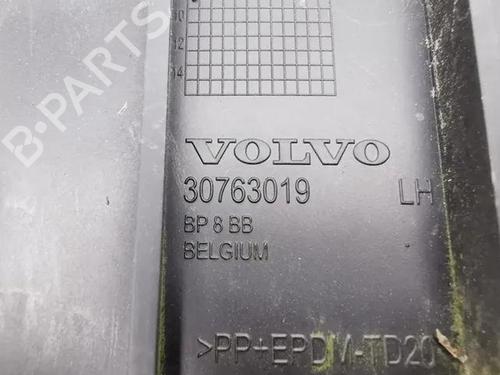 10
12
14
VOLVO
30763019 LH
BP 8 BB
BELGIUM
>PP+EPDM-TD20
B-PARTS